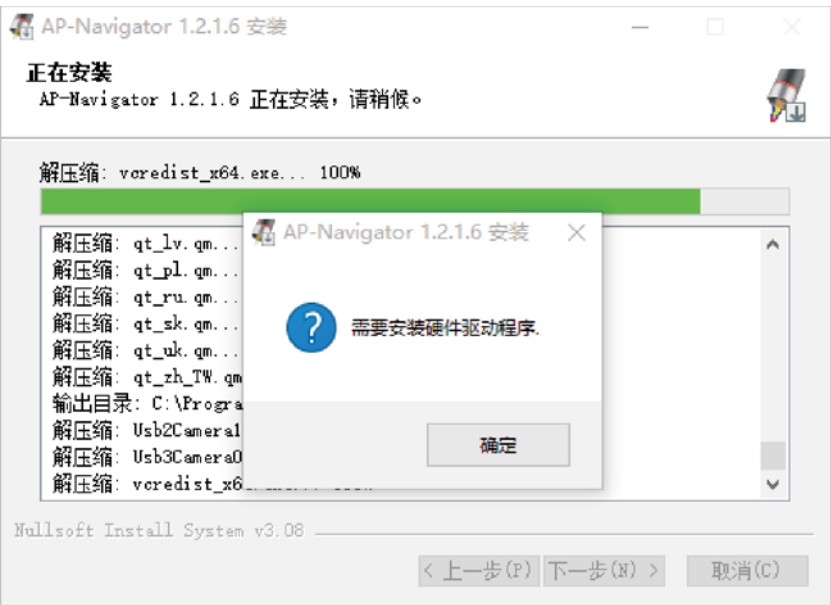 AP-Navigator 1.2.1.6 安装
正在安装
AP-Navigator 1.2.1.6 正在安装，请稍候。
解压缩: vcredist_x64.exe... 100%
解压缩: qt_lv.qm...
解压缩: qt_pl.qm...
解压缩: qt_ru.qm...
解压缩: qt_sk.qm...
解压缩: qt_uk.qm...
解压缩: qt_zh_TW.qm
输出目录: C:\Progra
解压缩: Usb2Camera1
解压缩: Usb3Camera0
解压缩: vcredist_x6
AP-Navigator 1.2.1.6 安装
需要安装硬件驱动程序.
确定
Nullsoft Install System v3.08
< 上一步(P)
下一步(N) >
取消(C)